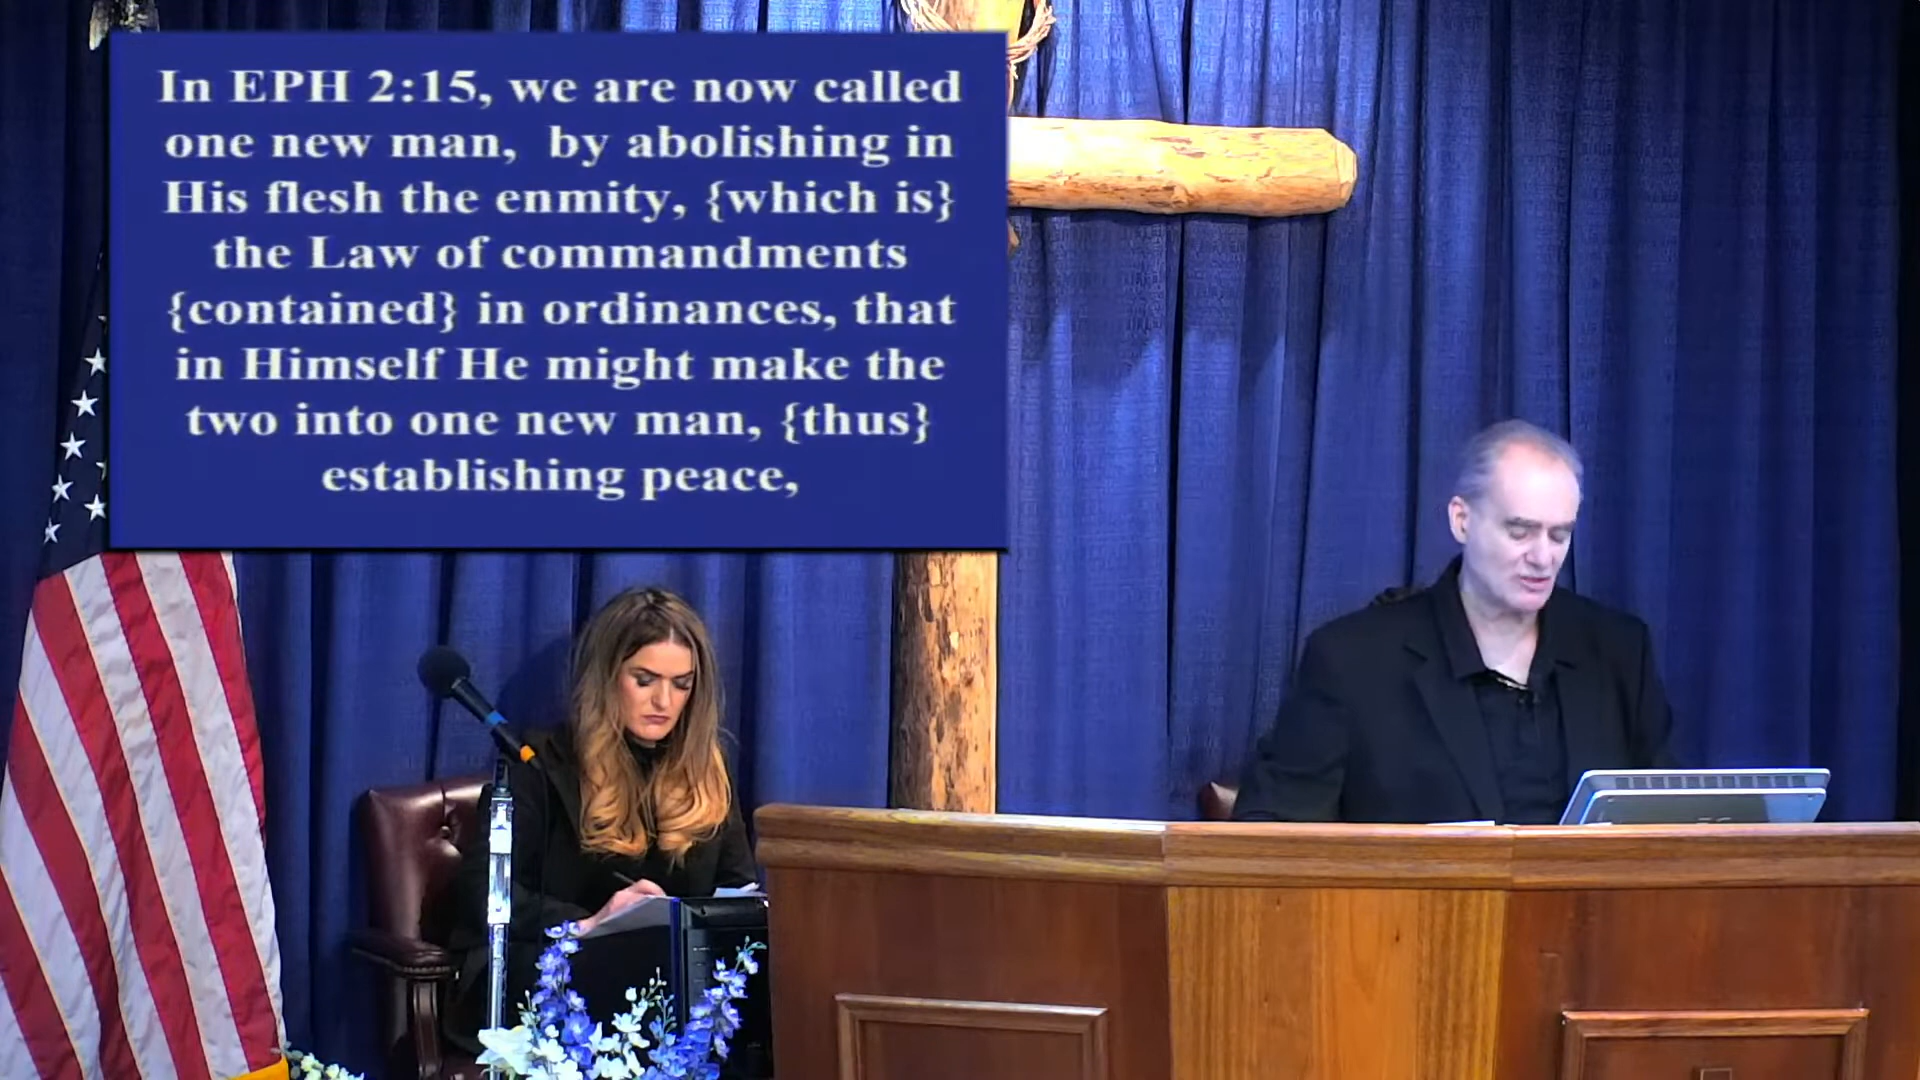 In EPH 2:15, we are now called
one new man, by abolishing in
His flesh the enmity, {which is}
the Law of commandments
{contained} in ordinances, that
in Himself He might make the
two into one new man, {thus}
establishing peace,